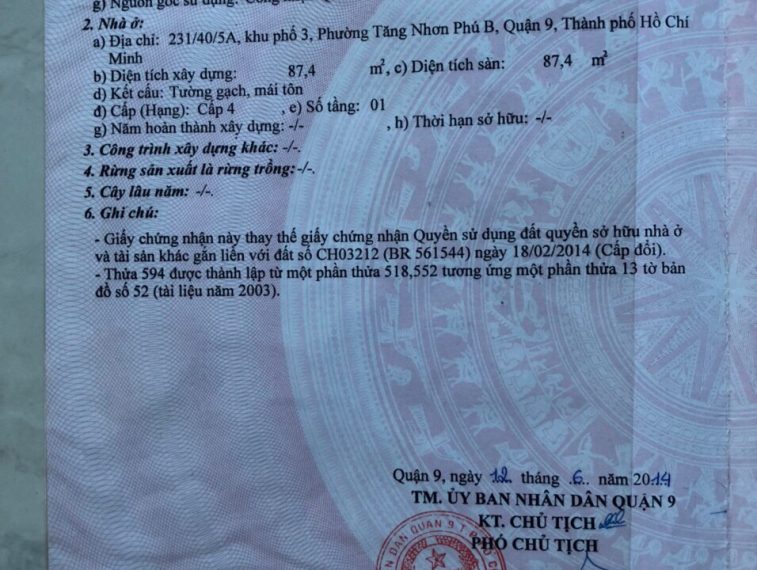 g) Nguồn gốc sử dụng: Công
2. Nhà ở:
a) Địa chỉ: 231/40/5A, khu phố 3, Phường Tăng Nhơn Phú B, Quận 9, Thành phố Hồ Chí
Minh
b) Diện tích xây dựng: 87,4 m², c) Diện tích sàn: 87,4 m²
d) Kết cấu: Tường gạch, mái tôn
đ) Cấp (Hạng): Cấp 4 , e) Số tầng: 01
g) Năm hoàn thành xây dựng: -/- , h) Thời hạn sở hữu: -/-
3. Công trình xây dựng khác: -/-.
4. Rừng sản xuất là rừng trồng: -/-.
5. Cây lâu năm: -/-.
6. Ghi chú:
- Giấy chứng nhận này thay thế giấy chứng nhận Quyền sử dụng đất quyền sở hữu nhà ở
và tài sản khác gắn liền với đất số CH03212 (BR 561544) ngày 18/02/2014 (Cấp đổi).
- Thửa 594 được thành lập từ một phần thửa 518,552 tương ứng một phần thửa 13 tờ bản
đồ số 52 (tài liệu năm 2003).
Quận 9, ngày 12 tháng .6.. năm 2014
TM. ỦY BAN NHÂN DÂN QUẬN 9
KT. CHỦ TỊCH
PHÓ CHỦ TỊCH
DÂN QUẬN 9 T